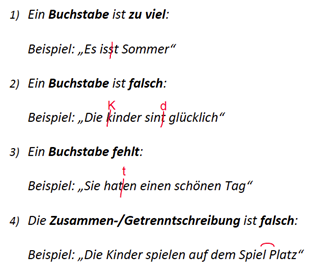 1) Ein Buchstabe ist zu viel:
Beispiel: „Es isst Sommer“
2) Ein Buchstabe ist falsch:
K d
Beispiel: „Die kinder sint glücklich“
3) Ein Buchstabe fehlt:
t
Beispiel: „Sie haten einen schönen Tag“
4) Die Zusammen-/Getrenntschreibung ist falsch:
Beispiel: „Die Kinder spielen auf dem Spiel Platz“